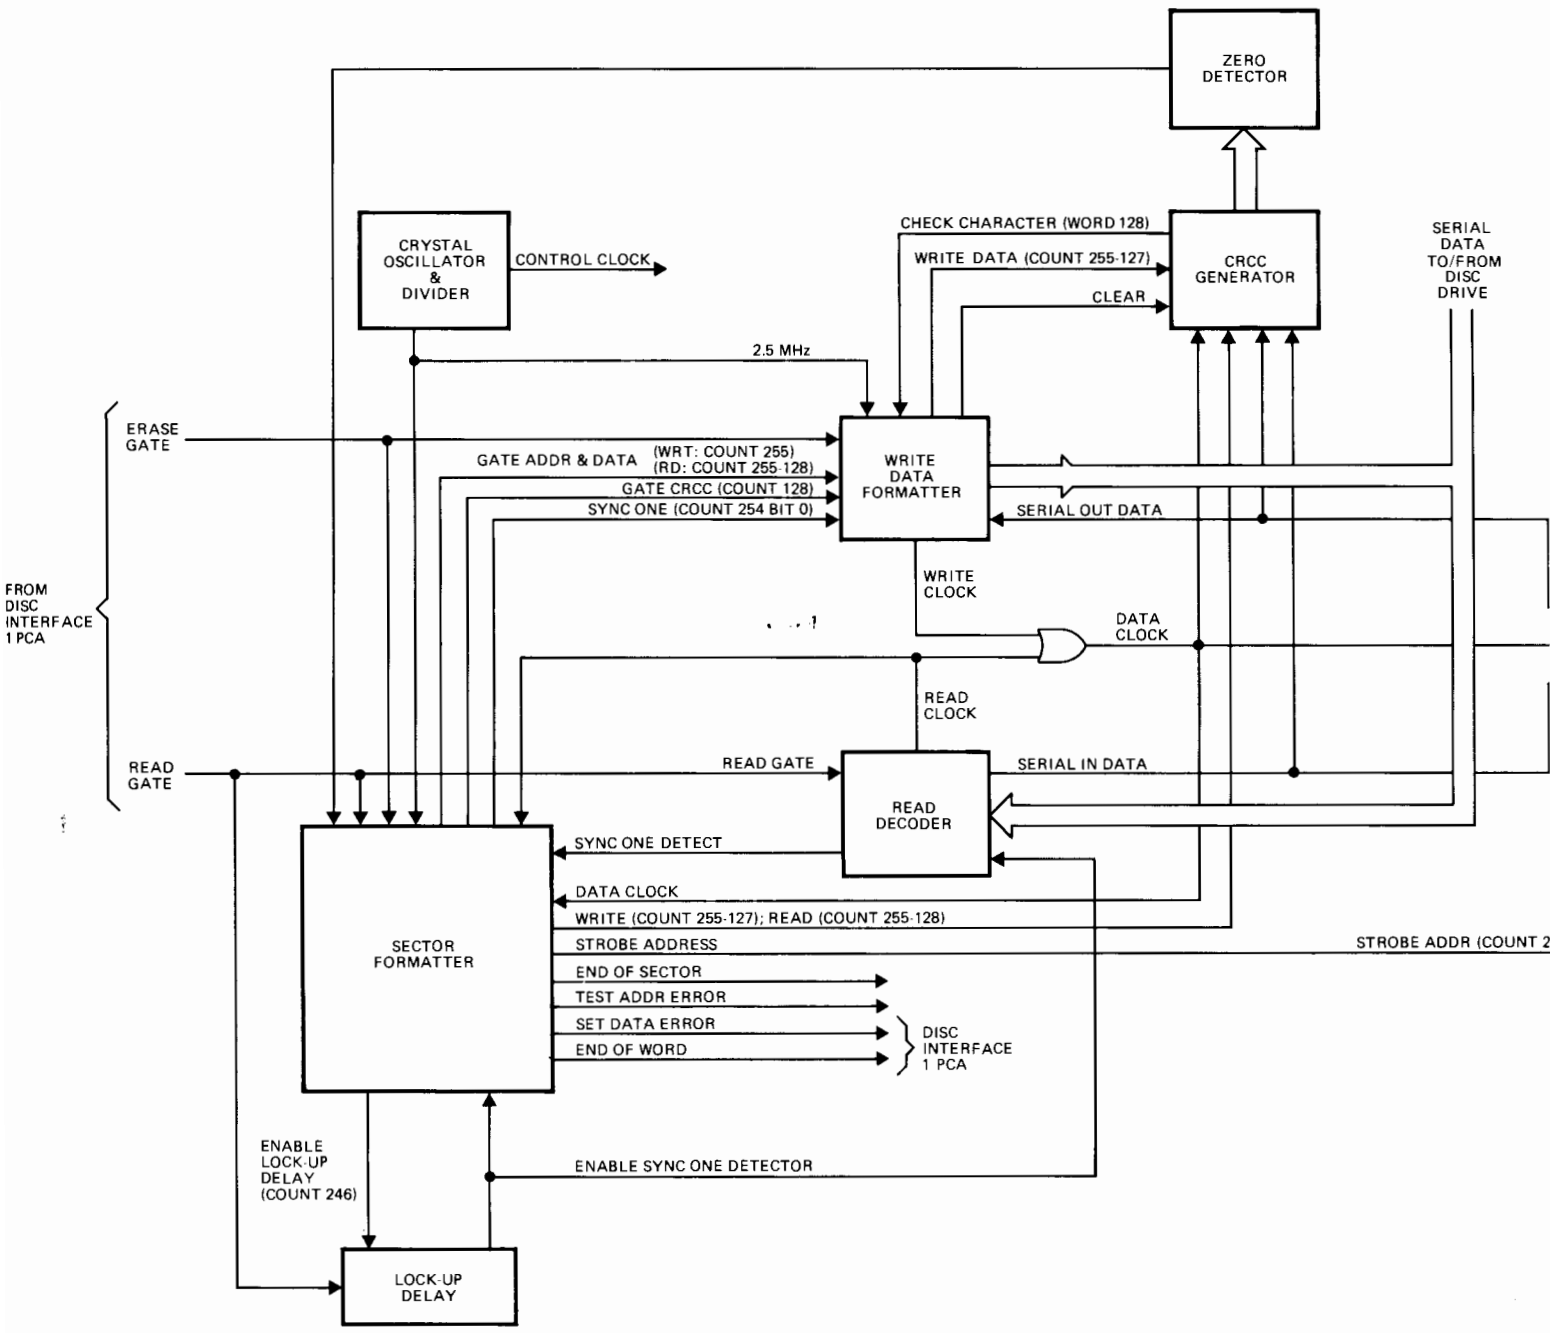 ZERO
DETECTOR
CRYSTAL
OSCILLATOR
&
DIVIDER
CONTROL CLOCK
CHECK CHARACTER (WORD 128)
WRITE DATA (COUNT 255-127)
CLEAR
CRCC
GENERATOR
SERIAL
DATA
TO/FROM
DISC
DRIVE
2.5 MHz
ERASE
GATE
GATE ADDR & DATA
(WRT: COUNT 255)
(RD: COUNT 255-128)
GATE CRCC (COUNT 128)
SYNC ONE (COUNT 254 BIT 0)
WRITE
DATA
FORMATTER
SERIAL OUT DATA
WRITE
CLOCK
DATA
CLOCK
FROM
DISC
INTERFACE
1 PCA
READ
CLOCK
READ
GATE
READ GATE
SERIAL IN DATA
READ
DECODER
SYNC ONE DETECT
DATA CLOCK
WRITE (COUNT 255-127); READ (COUNT 255-128)
STROBE ADDRESS
STROBE ADDR (COUNT 2
SECTOR
FORMATTER
END OF SECTOR
TEST ADDR ERROR
SET DATA ERROR
END OF WORD
DISC
INTERFACE
1 PCA
ENABLE
LOCK-UP
DELAY
(COUNT 246)
ENABLE SYNC ONE DETECTOR
LOCK-UP
DELAY